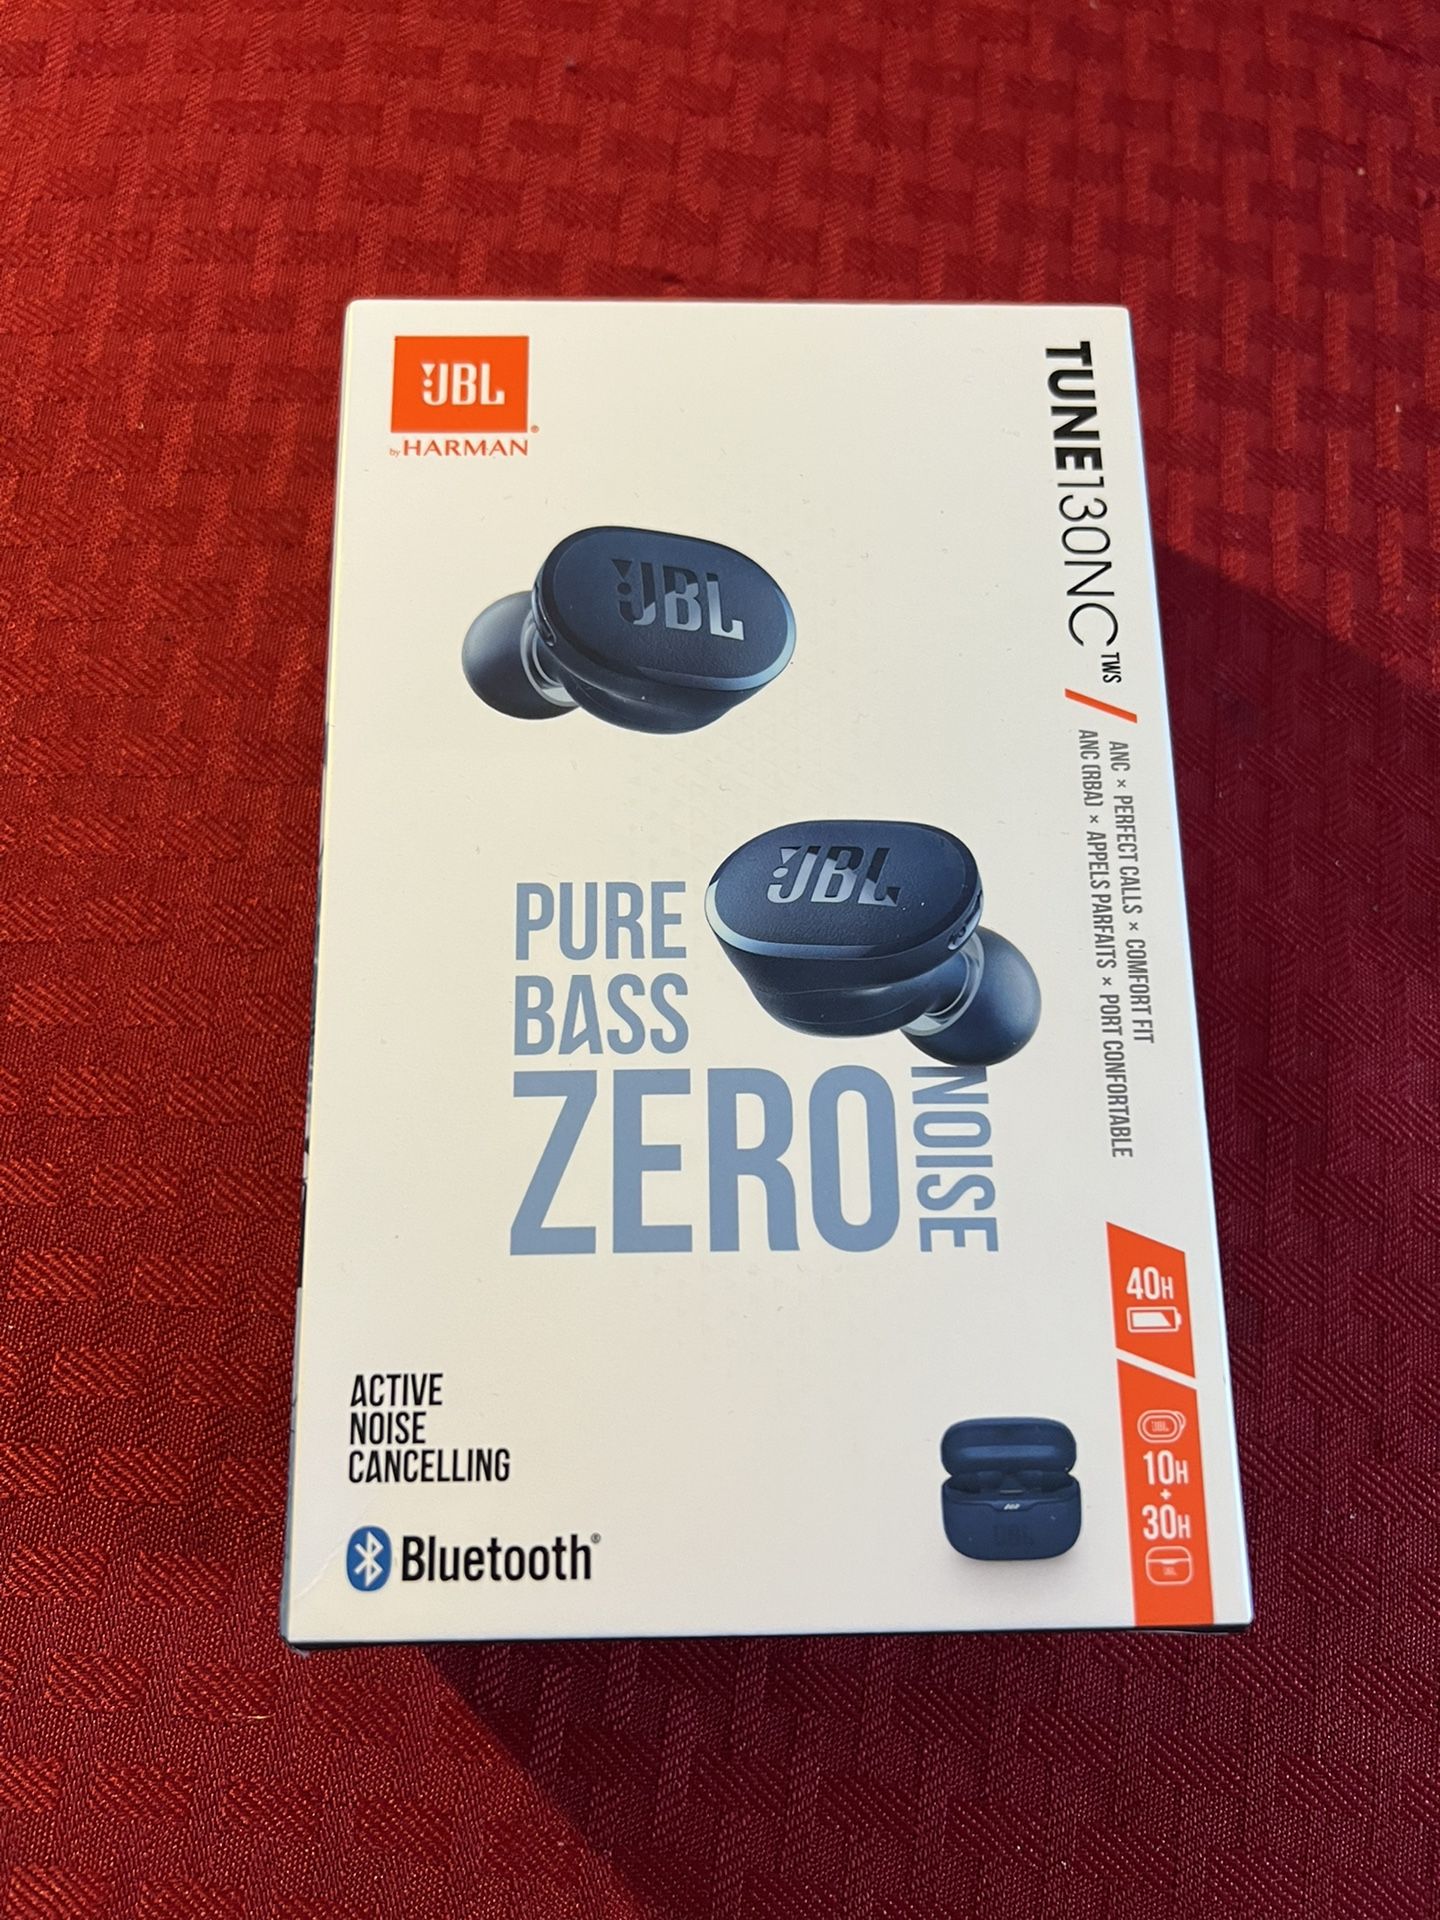 JBL
by HARMAN
TUNE130NC TWS
ANC × PERFECT CALLS × COMFORT FIT
ANC (RBA) × APPELS PARFAITS × PORT CONFORTABLE
JBL
JBL
PURE
BASS
ZERO
NOISE
40H
10H
+
30H
ACTIVE
NOISE
CANCELLING
Bluetooth®
JBL